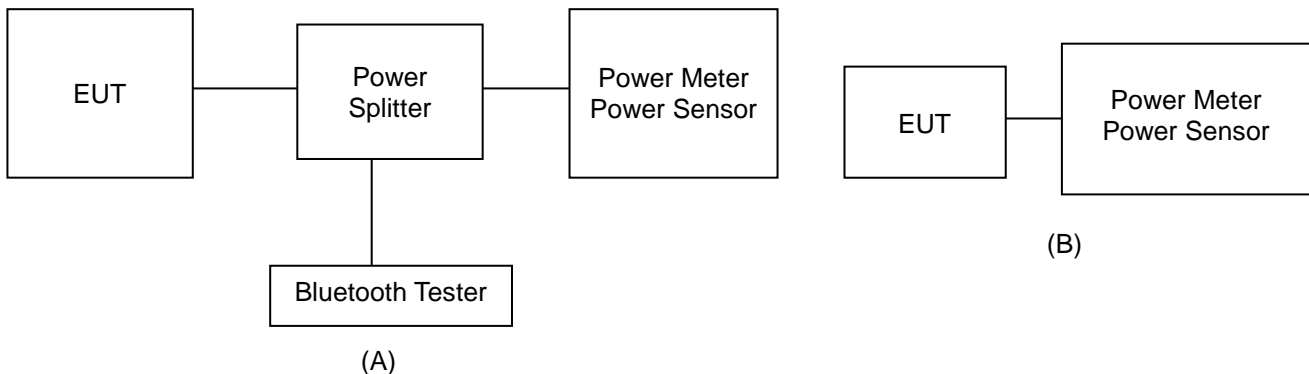 EUT
Power
Splitter
Power Meter
Power Sensor
Bluetooth Tester
(A)
EUT
Power Meter
Power Sensor
(B)